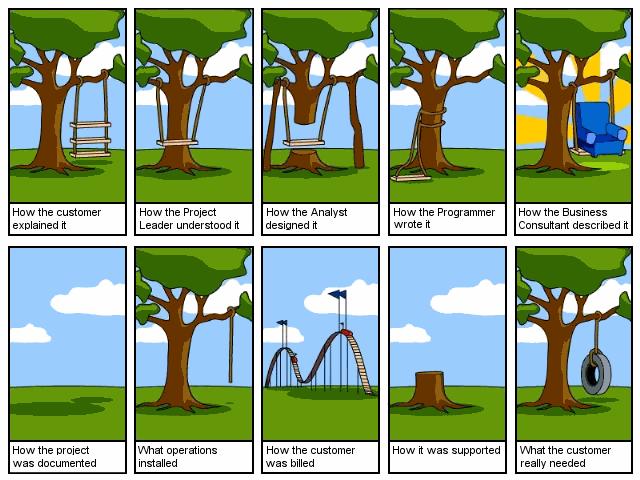 How the customer
explained it
How the Project
Leader understood it
How the Analyst
designed it
How the Programmer
wrote it
How the Business
Consultant described it
How the project
was documented
What operations
installed
How the customer
was billed
How it was supported
What the customer
really needed